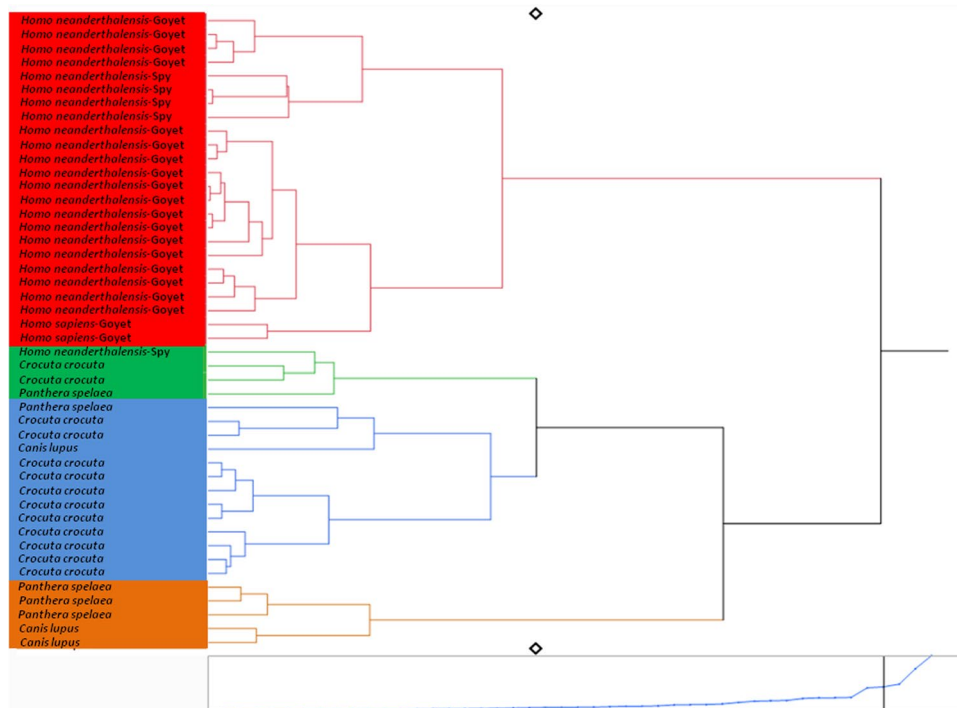 Homo neanderthalensis-Goyet
Homo neanderthalensis-Goyet
Homo neanderthalensis-Goyet
Homo neanderthalensis-Goyet
Homo neanderthalensis-Spy
Homo neanderthalensis-Spy
Homo neanderthalensis-Spy
Homo neanderthalensis-Spy
Homo neanderthalensis-Goyet
Homo neanderthalensis-Goyet
Homo neanderthalensis-Goyet
Homo neanderthalensis-Goyet
Homo neanderthalensis-Goyet
Homo neanderthalensis-Goyet
Homo neanderthalensis-Goyet
Homo neanderthalensis-Goyet
Homo neanderthalensis-Goyet
Homo neanderthalensis-Goyet
Homo neanderthalensis-Goyet
Homo neanderthalensis-Goyet
Homo neanderthalensis-Goyet
Homo neanderthalensis-Goyet
Homo sapiens-Goyet
Homo sapiens-Goyet
Homo neanderthalensis-Spy
Crocuta crocuta
Crocuta crocuta
Panthera spelaea
Panthera spelaea
Crocuta crocuta
Crocuta crocuta
Canis lupus
Crocuta crocuta
Crocuta crocuta
Crocuta crocuta
Crocuta crocuta
Crocuta crocuta
Crocuta crocuta
Crocuta crocuta
Crocuta crocuta
Crocuta crocuta
Panthera spelaea
Panthera spelaea
Panthera spelaea
Canis lupus
Canis lupus